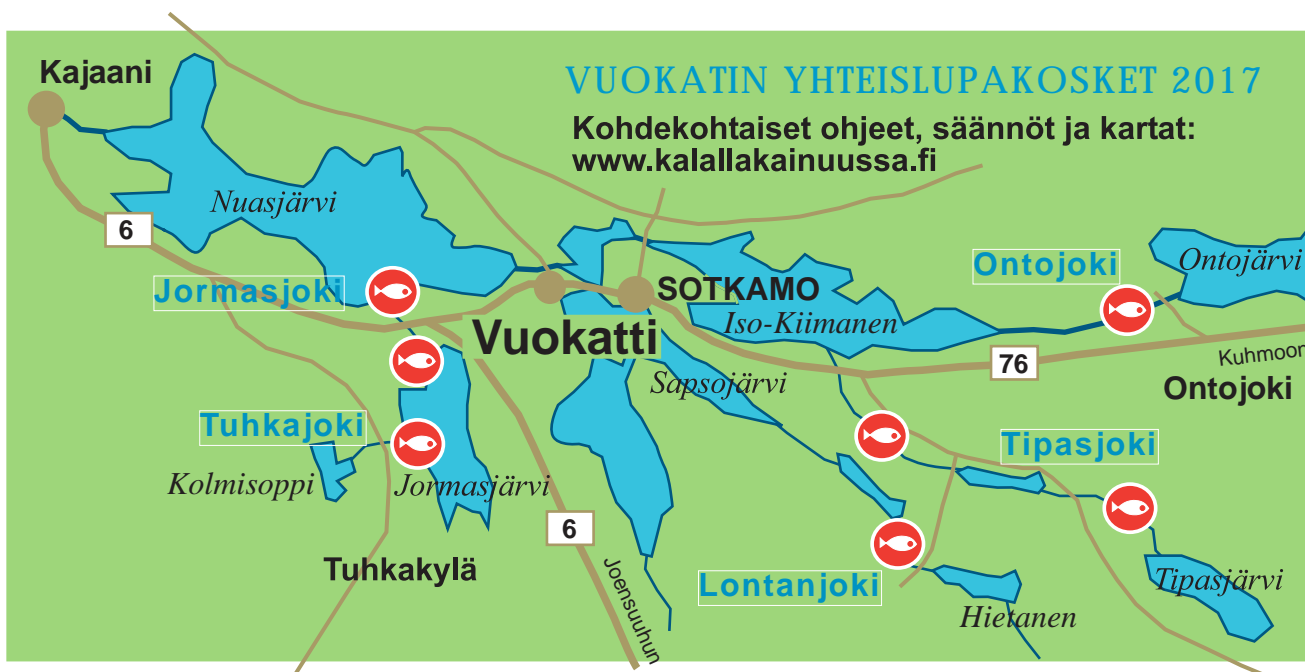 VUOKATIN YHTEISLUPAKOSKET 2017
Kohdekohtaiset ohjeet, säännöt ja kartat:
www.kalallakainuussa.fi
Kajaani
Nuasjärvi
6
Jormasjoki
Ontojoki
Ontojärvi
SOTKAMO
Iso-Kiimanen
Vuokatti
76
Kuhmoon
Ontojoki
Sapsojärvi
Tuhkajoki
Tipasjoki
Kolmisoppi
Jormasjärvi
6
Tuhkakylä
Joensuuhun
Lontanjoki
Tipasjärvi
Hietanen